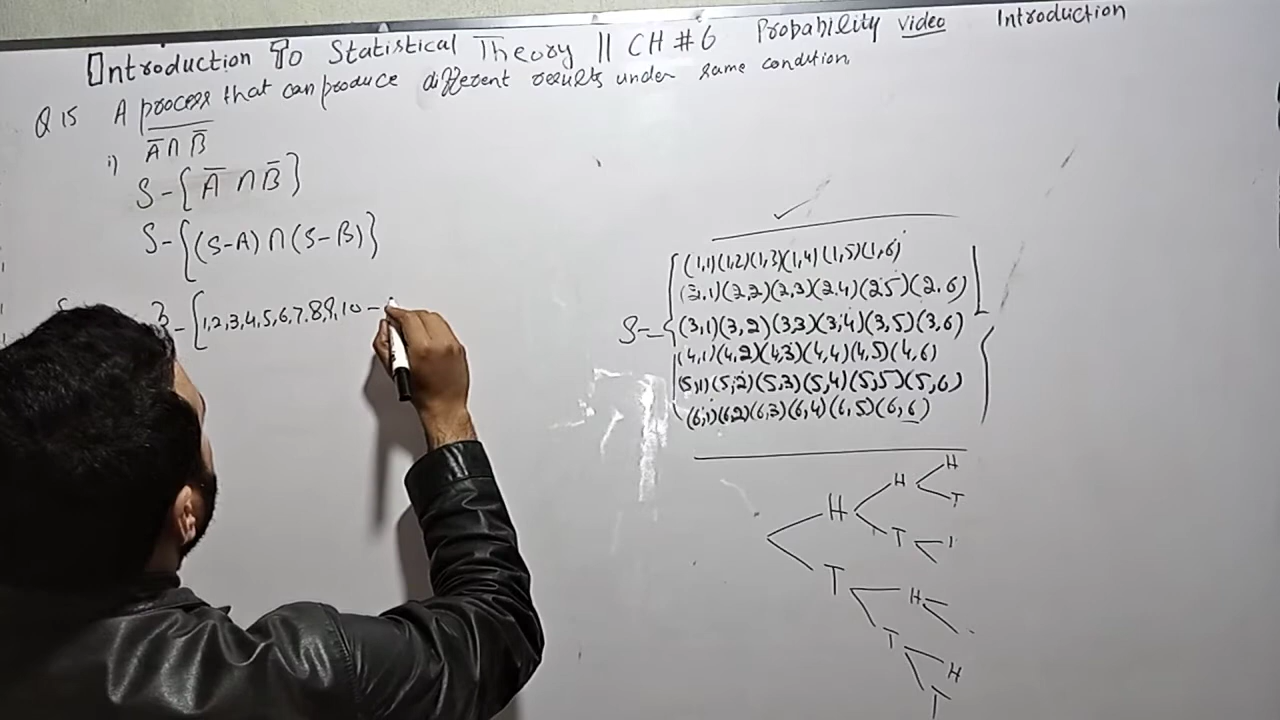 Introduction To Statistical Theory || CH # 6 Probability video Introduction
Q 15 A process that can produce different results under same condition.
i) A̅ ∩ B̅
S-{A̅ ∩ B̅}
S-{(S-A) ∩ (S-B)}
- {1,2,3,4,5,6,7,8,9,10 -
S =
(1,1)(1,2)(1,3)(1,4)(1,5)(1,6)
(2,1)(2,2)(2,3)(2,4)(25)(2,6)
(3,1)(3,2)(3,3)(3,4)(3,5)(3,6)
(4,1)(4,2)(4,3)(4,4)(4,5)(4,6)
(5,1)(5,2)(5,3)(5,4)(5,5)(5,6)
(6,1)(6,2)(6,3)(6,4)(6,5)(6,6)
H
H
T
H
T
T
H
T
H
T